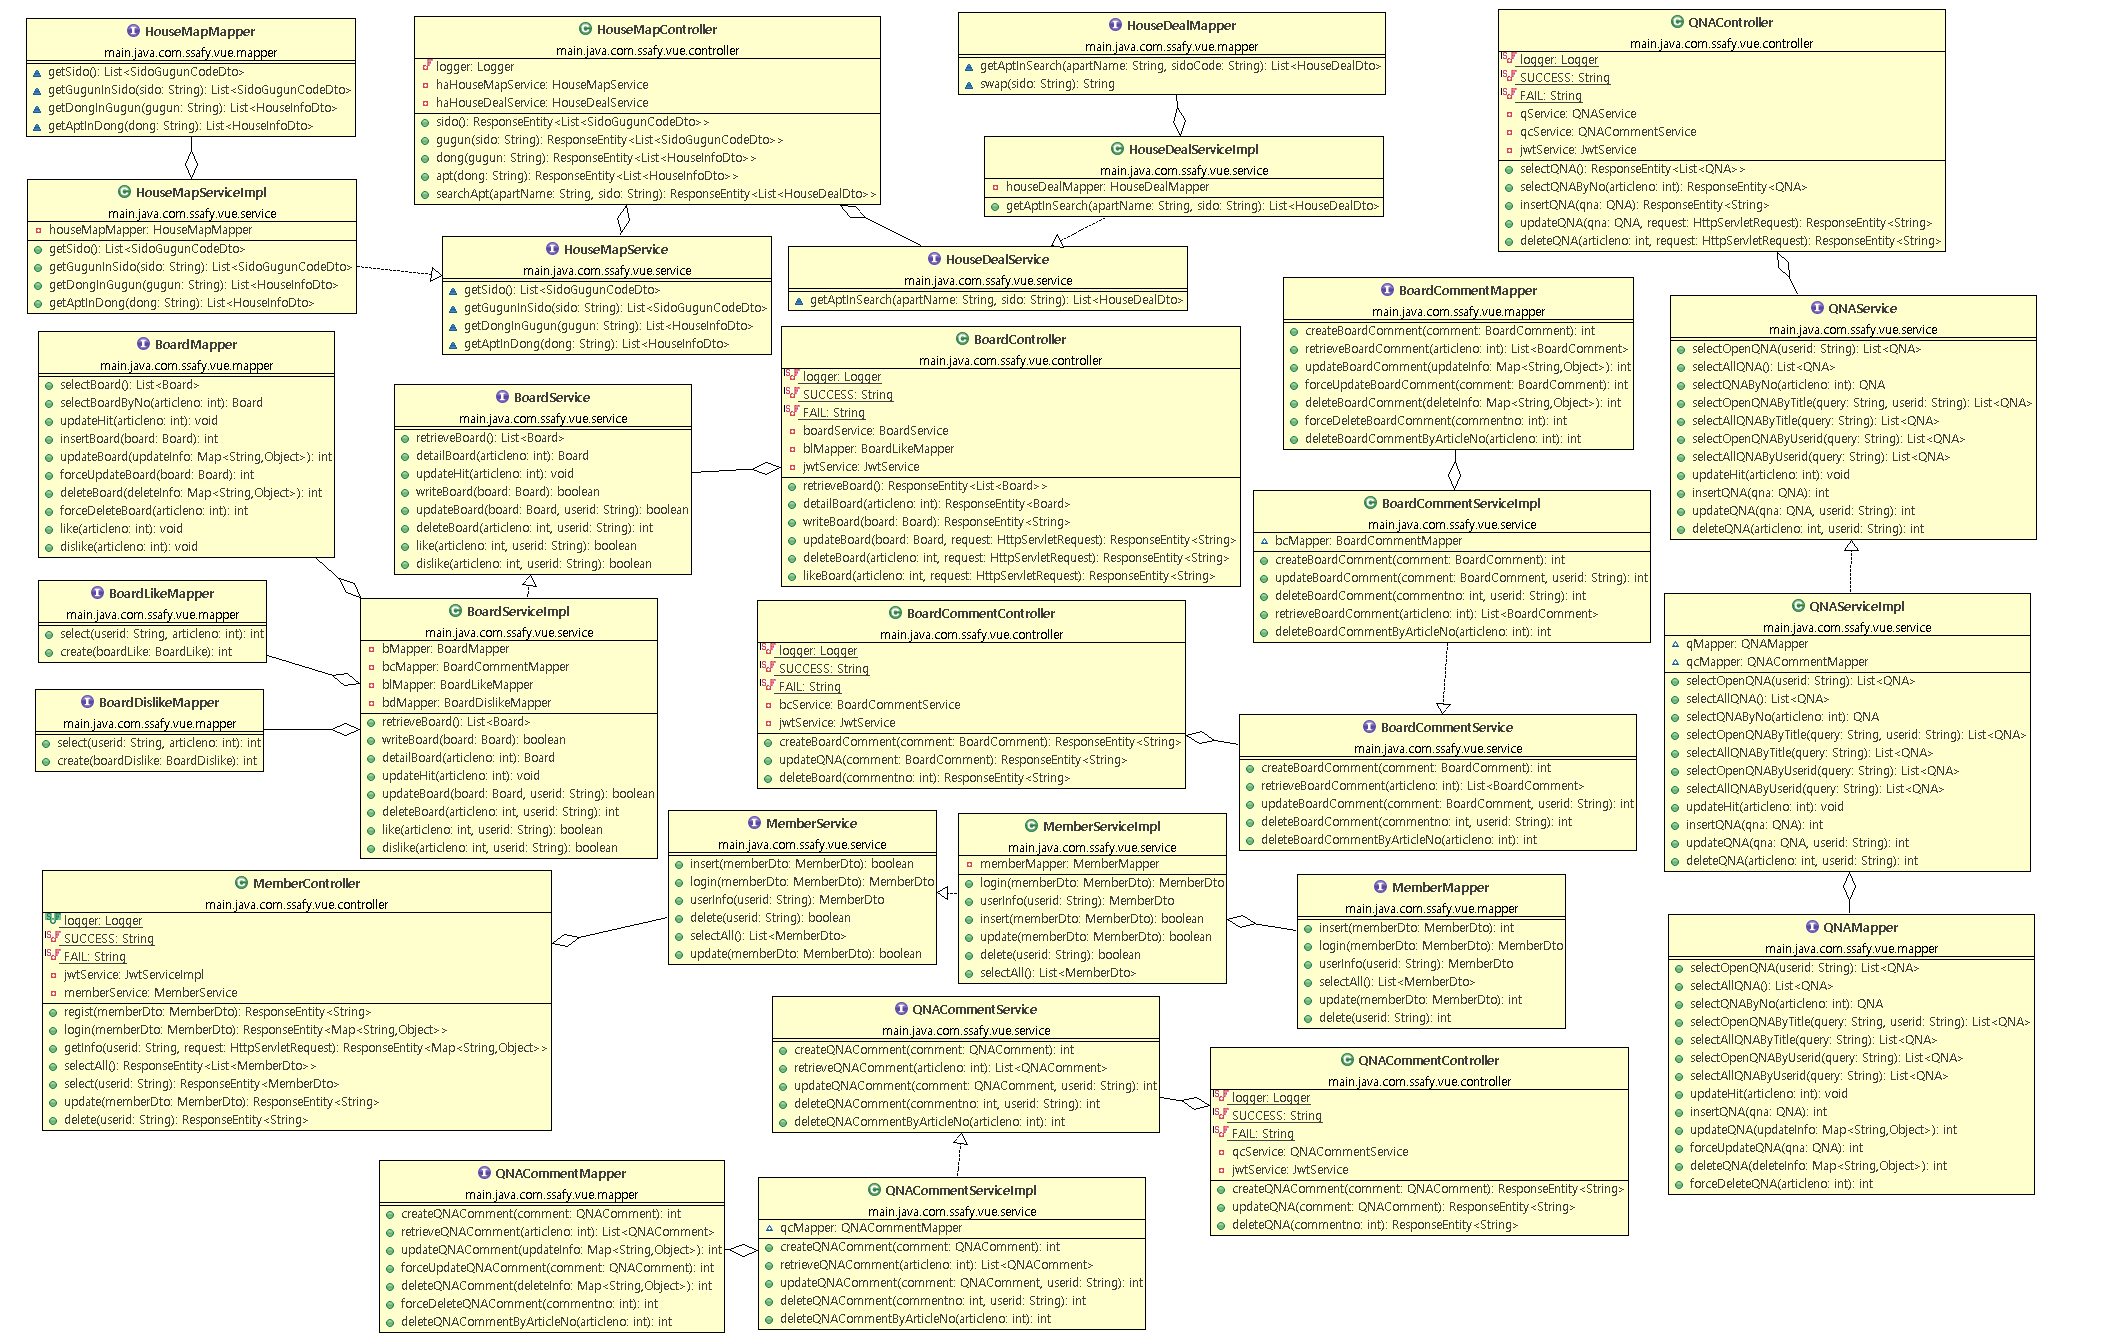 HouseMapMapper
main.java.com.ssafy.vue.mapper
getSido(): List<SidoGugunCodeDto>
getGugunInSido(sido: String): List<SidoGugunCodeDto>
getDongInGugun(gugun: String): List<HouseInfoDto>
getAptInDong(dong: String): List<HouseInfoDto>
HouseMapController
main.java.com.ssafy.vue.controller
logger: Logger
haHouseMapService: HouseMapService
haHouseDealService: HouseDealService
sido(): ResponseEntity<List<SidoGugunCodeDto>>
gugun(sido: String): ResponseEntity<List<SidoGugunCodeDto>>
dong(gugun: String): ResponseEntity<List<HouseInfoDto>>
apt(dong: String): ResponseEntity<List<HouseInfoDto>>
searchApt(apartName: String, sido: String): ResponseEntity<List<HouseDealDto>>
HouseDealMapper
main.java.com.ssafy.vue.mapper
getAptInSearch(apartName: String, sidoCode: String): List<HouseDealDto>
swap(sido: String): String
QNAController
main.java.com.ssafy.vue.controller
logger: Logger
SUCCESS: String
FAIL: String
qService: QNAService
qcService: QNACommentService
jwtService: JwtService
selectQNA(): ResponseEntity<List<QNA>>
selectQNAByNo(articleno: int): ResponseEntity<QNA>
insertQNA(qna: QNA): ResponseEntity<String>
updateQNA(qna: QNA, request: HttpServletRequest): ResponseEntity<String>
deleteQNA(articleno: int, request: HttpServletRequest): ResponseEntity<String>
HouseMapServiceImpl
main.java.com.ssafy.vue.service
houseMapMapper: HouseMapMapper
getSido(): List<SidoGugunCodeDto>
getGugunInSido(sido: String): List<SidoGugunCodeDto>
getDongInGugun(gugun: String): List<HouseInfoDto>
getAptInDong(dong: String): List<HouseInfoDto>
HouseDealServiceImpl
main.java.com.ssafy.vue.service
houseDealMapper: HouseDealMapper
getAptInSearch(apartName: String, sido: String): List<HouseDealDto>
HouseMapService
main.java.com.ssafy.vue.service
getSido(): List<SidoGugunCodeDto>
getGugunInSido(sido: String): List<SidoGugunCodeDto>
getDongInGugun(gugun: String): List<HouseInfoDto>
getAptInDong(dong: String): List<HouseInfoDto>
HouseDealService
main.java.com.ssafy.vue.service
getAptInSearch(apartName: String, sido: String): List<HouseDealDto>
BoardCommentMapper
main.java.com.ssafy.vue.mapper
createBoardComment(comment: BoardComment): int
retrieveBoardComment(articleno: int): List<BoardComment>
updateBoardComment(updateInfo: Map<String,Object>): int
forceUpdateBoardComment(comment: BoardComment): int
deleteBoardComment(deleteInfo: Map<String,Object>): int
forceDeleteBoardComment(commentno: int): int
deleteBoardCommentByArticleNo(articleno: int): int
QNAService
main.java.com.ssafy.vue.service
selectOpenQNA(userid: String): List<QNA>
selectAllQNA(): List<QNA>
selectQNAByNo(articleno: int): QNA
selectOpenQNAByTitle(query: String, userid: String): List<QNA>
selectAllQNAByTitle(query: String): List<QNA>
selectOpenQNAByUserid(query: String): List<QNA>
selectAllQNAByUserid(query: String): List<QNA>
updateHit(articleno: int): void
insertQNA(qna: QNA): int
updateQNA(qna: QNA, userid: String): int
deleteQNA(articleno: int, userid: String): int
BoardMapper
main.java.com.ssafy.vue.mapper
selectBoard(): List<Board>
selectBoardByNo(articleno: int): Board
updateHit(articleno: int): void
insertBoard(board: Board): int
updateBoard(updateInfo: Map<String,Object>): int
forceUpdateBoard(board: Board): int
deleteBoard(deleteInfo: Map<String,Object>): int
forceDeleteBoard(articleno: int): int
like(articleno: int): void
dislike(articleno: int): void
BoardService
main.java.com.ssafy.vue.service
retrieveBoard(): List<Board>
detailBoard(articleno: int): Board
updateHit(articleno: int): void
writeBoard(board: Board): boolean
updateBoard(board: Board, userid: String): boolean
deleteBoard(articleno: int, userid: String): int
like(articleno: int, userid: String): boolean
dislike(articleno: int, userid: String): boolean
BoardController
main.java.com.ssafy.vue.controller
logger: Logger
SUCCESS: String
FAIL: String
boardService: BoardService
blMapper: BoardLikeMapper
jwtService: JwtService
retrieveBoard(): ResponseEntity<List<Board>>
detailBoard(articleno: int): ResponseEntity<Board>
writeBoard(board: Board): ResponseEntity<String>
updateBoard(board: Board, request: HttpServletRequest): ResponseEntity<String>
deleteBoard(articleno: int, request: HttpServletRequest): ResponseEntity<String>
likeBoard(articleno: int, request: HttpServletRequest): ResponseEntity<String>
BoardCommentServiceImpl
main.java.com.ssafy.vue.service
bcMapper: BoardCommentMapper
createBoardComment(comment: BoardComment): int
updateBoardComment(comment: BoardComment, userid: String): int
deleteBoardComment(commentno: int, userid: String): int
retrieveBoardComment(articleno: int): List<BoardComment>
deleteBoardCommentByArticleNo(articleno: int): int
BoardLikeMapper
main.java.com.ssafy.vue.mapper
select(userid: String, articleno: int): int
create(boardLike: BoardLike): int
BoardDislikeMapper
main.java.com.ssafy.vue.mapper
select(userid: String, articleno: int): int
create(boardDislike: BoardDislike): int
BoardServiceImpl
main.java.com.ssafy.vue.service
bMapper: BoardMapper
bcMapper: BoardCommentMapper
blMapper: BoardLikeMapper
bdMapper: BoardDislikeMapper
retrieveBoard(): List<Board>
writeBoard(board: Board): boolean
detailBoard(articleno: int): Board
updateHit(articleno: int): void
updateBoard(board: Board, userid: String): boolean
deleteBoard(articleno: int, userid: String): int
like(articleno: int, userid: String): boolean
dislike(articleno: int, userid: String): boolean
BoardCommentController
main.java.com.ssafy.vue.controller
logger: Logger
SUCCESS: String
FAIL: String
bcService: BoardCommentService
jwtService: JwtService
createBoardComment(comment: BoardComment): ResponseEntity<String>
updateQNA(comment: BoardComment): ResponseEntity<String>
deleteBoard(commentno: int): ResponseEntity<String>
BoardCommentService
main.java.com.ssafy.vue.service
createBoardComment(comment: BoardComment): int
retrieveBoardComment(articleno: int): List<BoardComment>
updateBoardComment(comment: BoardComment, userid: String): int
deleteBoardComment(commentno: int, userid: String): int
deleteBoardCommentByArticleNo(articleno: int): int
QNAServiceImpl
main.java.com.ssafy.vue.service
qMapper: QNAMapper
qcMapper: QNACommentMapper
selectOpenQNA(userid: String): List<QNA>
selectAllQNA(): List<QNA>
selectQNAByNo(articleno: int): QNA
selectOpenQNAByTitle(query: String, userid: String): List<QNA>
selectAllQNAByTitle(query: String): List<QNA>
selectOpenQNAByUserid(query: String): List<QNA>
selectAllQNAByUserid(query: String): List<QNA>
updateHit(articleno: int): void
insertQNA(qna: QNA): int
updateQNA(qna: QNA, userid: String): int
deleteQNA(articleno: int, userid: String): int
MemberController
main.java.com.ssafy.vue.controller
logger: Logger
SUCCESS: String
FAIL: String
jwtService: JwtServiceImpl
memberService: MemberService
regist(memberDto: MemberDto): ResponseEntity<String>
login(memberDto: MemberDto): ResponseEntity<Map<String,Object>>
getInfo(userid: String, request: HttpServletRequest): ResponseEntity<Map<String,Object>>
selectAll(): ResponseEntity<List<MemberDto>>
select(userid: String): ResponseEntity<MemberDto>
update(memberDto: MemberDto): ResponseEntity<String>
delete(userid: String): ResponseEntity<String>
MemberService
main.java.com.ssafy.vue.service
insert(memberDto: MemberDto): boolean
login(memberDto: MemberDto): MemberDto
userInfo(userid: String): MemberDto
delete(userid: String): boolean
selectAll(): List<MemberDto>
update(memberDto: MemberDto): boolean
MemberServiceImpl
main.java.com.ssafy.vue.service
memberMapper: MemberMapper
login(memberDto: MemberDto): MemberDto
userInfo(userid: String): MemberDto
insert(memberDto: MemberDto): boolean
update(memberDto: MemberDto): boolean
delete(userid: String): boolean
selectAll(): List<MemberDto>
MemberMapper
main.java.com.ssafy.vue.mapper
insert(memberDto: MemberDto): int
login(memberDto: MemberDto): MemberDto
userInfo(userid: String): MemberDto
selectAll(): List<MemberDto>
update(memberDto: MemberDto): int
delete(userid: String): int
QNAMapper
main.java.com.ssafy.vue.mapper
selectOpenQNA(userid: String): List<QNA>
selectAllQNA(): List<QNA>
selectQNAByNo(articleno: int): QNA
selectOpenQNAByTitle(query: String, userid: String): List<QNA>
selectAllQNAByTitle(query: String): List<QNA>
selectOpenQNAByUserid(query: String): List<QNA>
selectAllQNAByUserid(query: String): List<QNA>
updateHit(articleno: int): void
insertQNA(qna: QNA): int
updateQNA(updateInfo: Map<String,Object>): int
forceUpdateQNA(qna: QNA): int
deleteQNA(deleteInfo: Map<String,Object>): int
forceDeleteQNA(articleno: int): int
QNACommentService
main.java.com.ssafy.vue.service
createQNAComment(comment: QNAComment): int
retrieveQNAComment(articleno: int): List<QNAComment>
updateQNAComment(comment: QNAComment, userid: String): int
deleteQNAComment(commentno: int, userid: String): int
deleteQNACommentByArticleNo(articleno: int): int
QNACommentController
main.java.com.ssafy.vue.controller
logger: Logger
SUCCESS: String
FAIL: String
qcService: QNACommentService
jwtService: JwtService
createQNAComment(comment: QNAComment): ResponseEntity<String>
updateQNA(comment: QNAComment): ResponseEntity<String>
deleteQNA(commentno: int): ResponseEntity<String>
QNACommentMapper
main.java.com.ssafy.vue.mapper
createQNAComment(comment: QNAComment): int
retrieveQNAComment(articleno: int): List<QNAComment>
updateQNAComment(updateInfo: Map<String,Object>): int
forceUpdateQNAComment(comment: QNAComment): int
deleteQNAComment(deleteInfo: Map<String,Object>): int
forceDeleteQNAComment(commentno: int): int
deleteQNACommentByArticleNo(articleno: int): int
QNACommentServiceImpl
main.java.com.ssafy.vue.service
qcMapper: QNACommentMapper
createQNAComment(comment: QNAComment): int
retrieveQNAComment(articleno: int): List<QNAComment>
updateQNAComment(comment: QNAComment, userid: String): int
deleteQNAComment(commentno: int, userid: String): int
deleteQNACommentByArticleNo(articleno: int): int